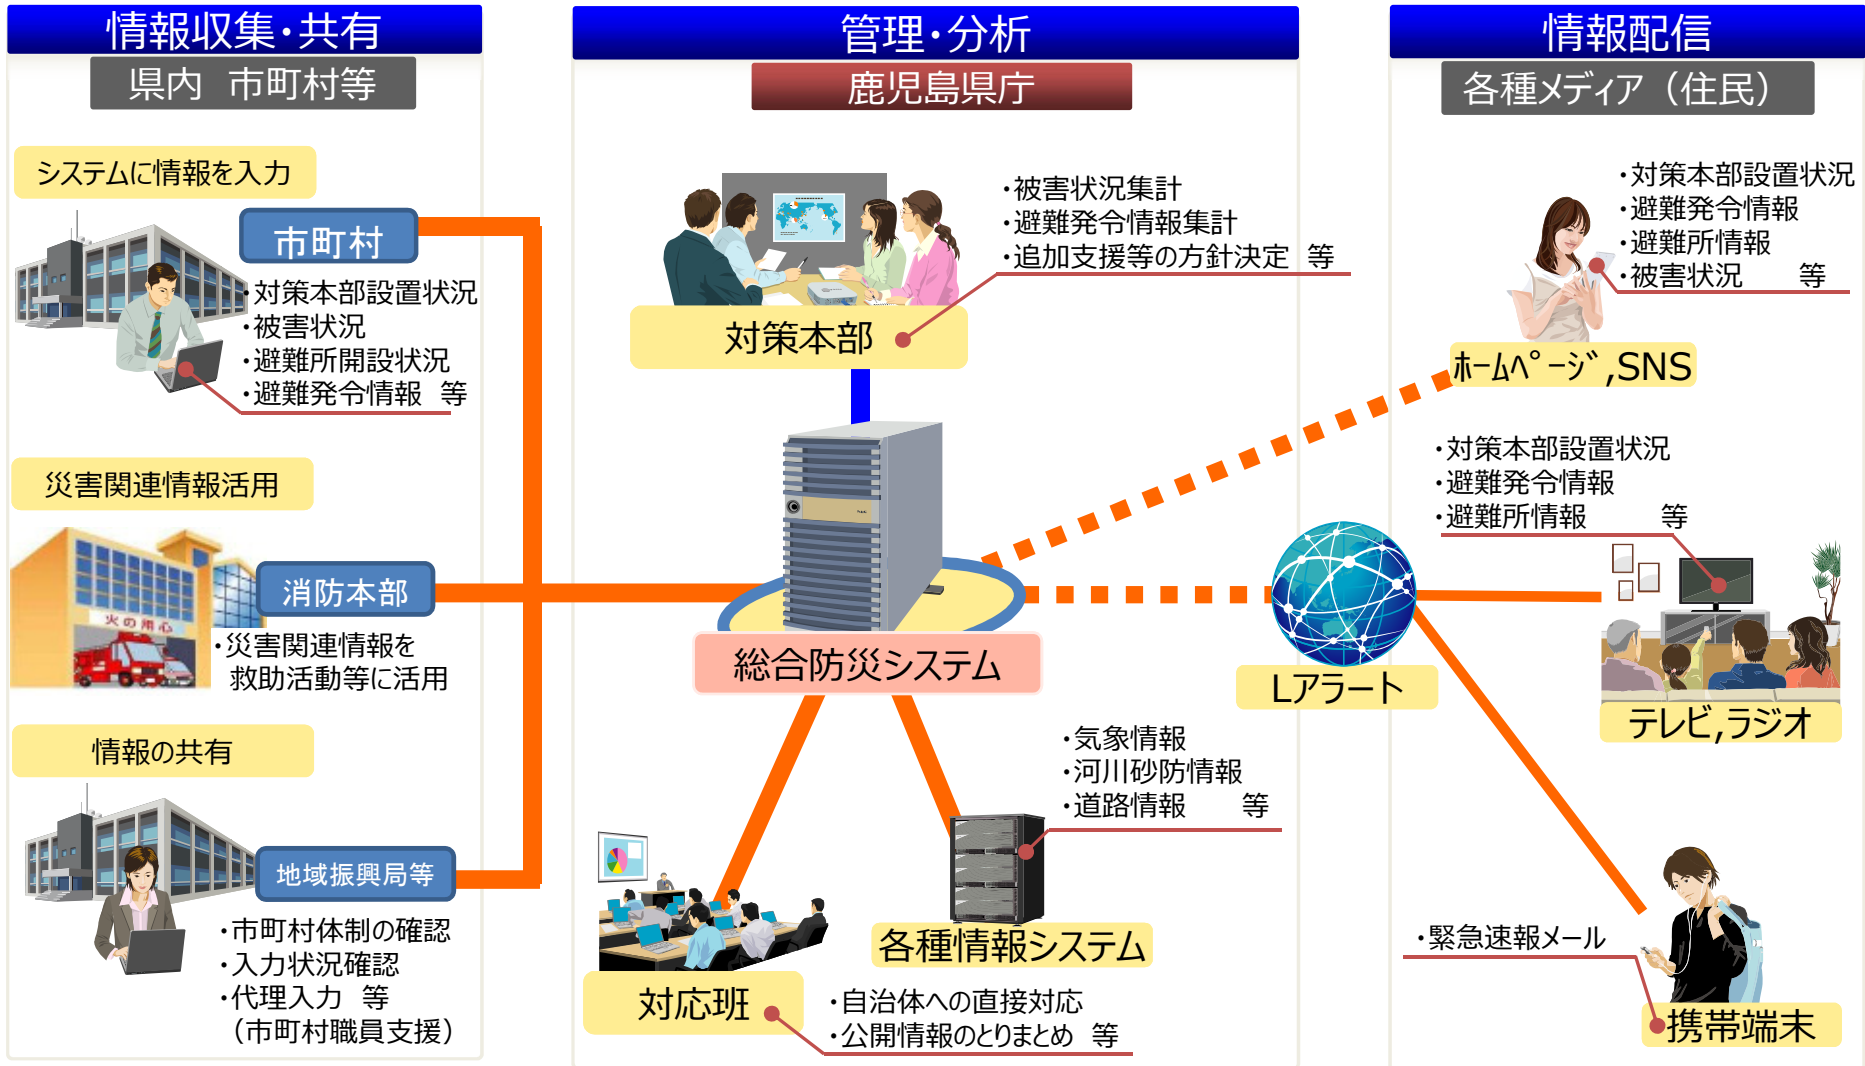 情報収集・共有
県内　市町村等
システムに情報を入力
市町村
・対策本部設置状況
・被害状況
・避難所開設状況
・避難発令情報　等
災害関連情報活用
火の用心
消防本部
・災害関連情報を
救助活動等に活用
情報の共有
地域振興局等
・市町村体制の確認
・入力状況確認
・代理入力　等
（市町村職員支援）
管理・分析
鹿児島県庁
・被害状況集計
・避難発令情報集計
・追加支援等の方針決定　等
対策本部
総合防災システム
・気象情報
・河川砂防情報
・道路情報　　等
各種情報システム
対応班
・自治体への直接対応
・公開情報のとりまとめ　等
Lアラート
情報配信
各種メディア（住民）
・対策本部設置状況
・避難発令情報
・避難所情報
・被害状況　　等
ﾎｰﾑﾍﾟｰｼﾞ,SNS
・対策本部設置状況
・避難発令情報
・避難所情報　　等
テレビ,ラジオ
・緊急速報メール
携帯端末